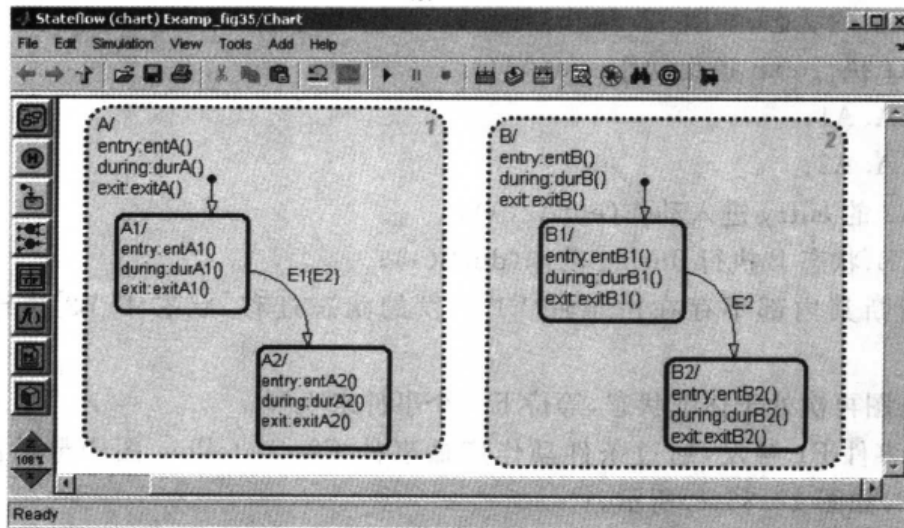 Stateflow (chart) Examp_fig35/Chart
File Edit Simulation View Tools Add Help
A/
entry:entA()
during:durA()
exit:exitA()
1
A1/
entry:entA1()
during:durA1()
exit:exitA1()
E1{E2}
A2/
entry:entA2()
during:durA2()
exit:exitA2()
B/
entry:entB()
during:durB()
exit:exitB()
2
B1/
entry:entB1()
during:durB1()
exit:exitB1()
E2
B2/
entry:entB2()
during:durB2()
exit:exitB2()
108%
Ready